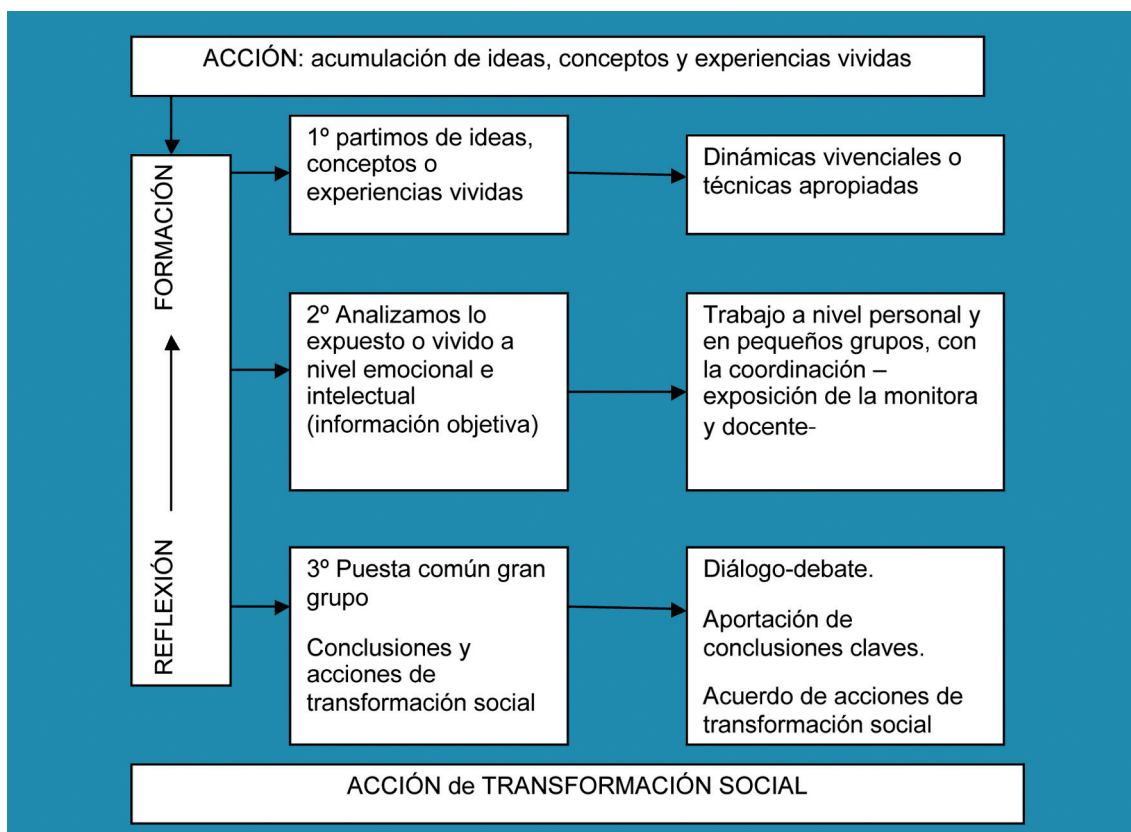 ACCIÓN: acumulación de ideas, conceptos y experiencias vividas
FORMACIÓN
REFLEXIÓN
1º partimos de ideas,
conceptos o
experiencias vividas
Dinámicas vivenciales o
técnicas apropiadas
2º Analizamos lo
expuesto o vivido a
nivel emocional e
intelectual
(información objetiva)
Trabajo a nivel personal y
en pequeños grupos, con
la coordinación –
exposición de la monitora
y docente-
3º Puesta común gran
grupo
Conclusiones y
acciones de
transformación social
Diálogo-debate.
Aportación de
conclusiones claves.
Acuerdo de acciones de
transformación social
ACCIÓN de TRANSFORMACIÓN SOCIAL